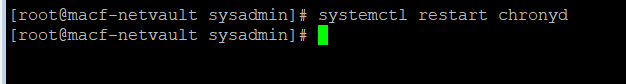 [root@macf-netvault sysadmin]# systemctl restart chronyd
[root@macf-netvault sysadmin]#